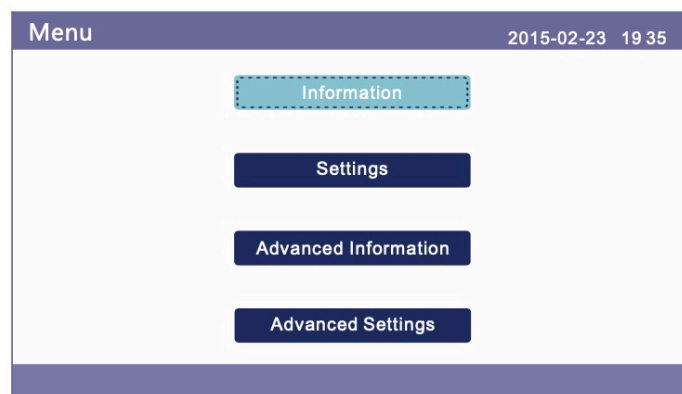 Menu
2015-02-23 19 35
Information
Settings
Advanced Information
Advanced Settings